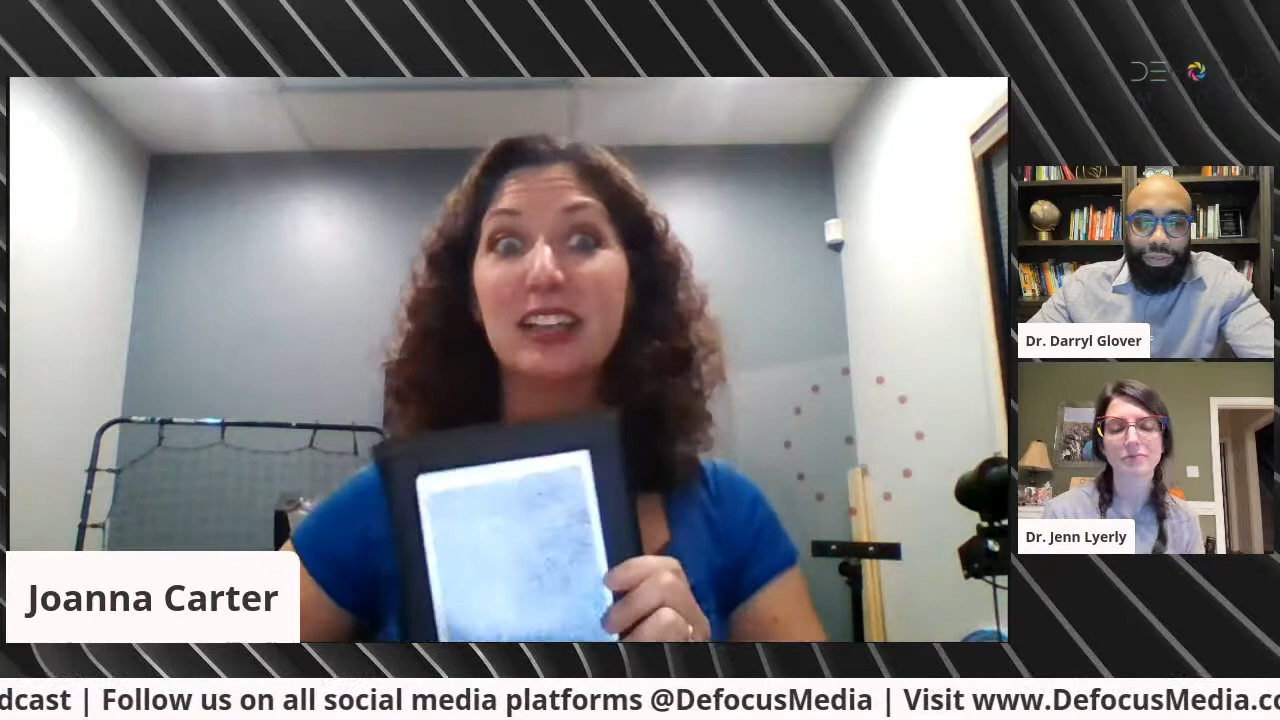 Dr. Darryl Glover
Dr. Jenn Lyerly
Joanna Carter
dcast | Follow us on all social media platforms @DefocusMedia | Visit www.DefocusMedia.co